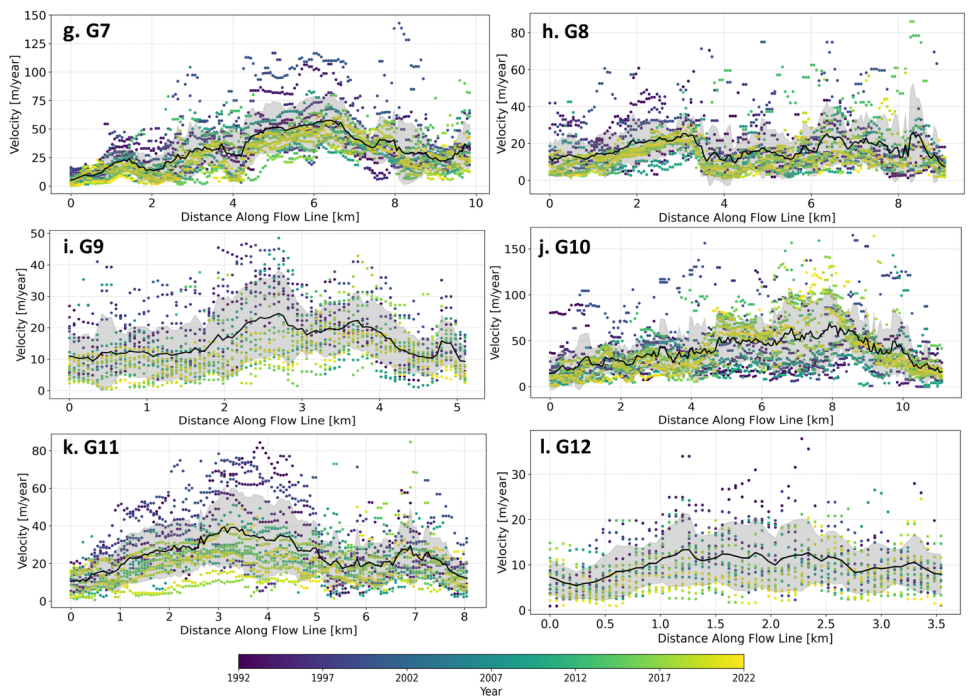 g. G7
150
125
100
75
50
25
0
Velocity [m/year]
0 2 4 6 8 10
Distance Along Flow Line [km]
h. G8
80
60
40
20
0
Velocity [m/year]
0 2 4 6 8
Distance Along Flow Line [km]
i. G9
50
40
30
20
10
0
Velocity [m/year]
0 1 2 3 4 5
Distance Along Flow Line [km]
j. G10
150
100
50
0
Velocity [m/year]
0 2 4 6 8 10
Distance Along Flow Line [km]
k. G11
80
60
40
20
0
Velocity [m/year]
0 1 2 3 4 5 6 7 8
Distance Along Flow Line [km]
l. G12
30
20
10
0
Velocity [m/year]
0.0 0.5 1.0 1.5 2.0 2.5 3.0 3.5
Distance Along Flow Line [km]
1992 1997 2002 2007 2012 2017 2022
Year